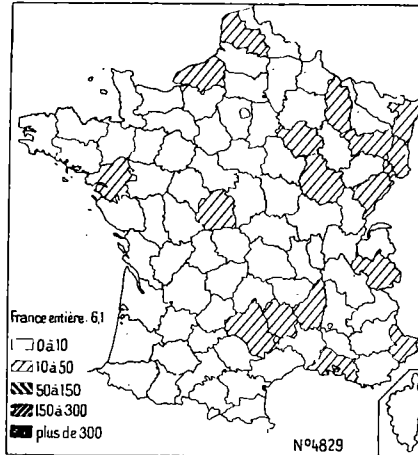 France entière. 6,1
0 à 10
10 à 50
50 à 150
150 à 300
plus de 300
N°4829